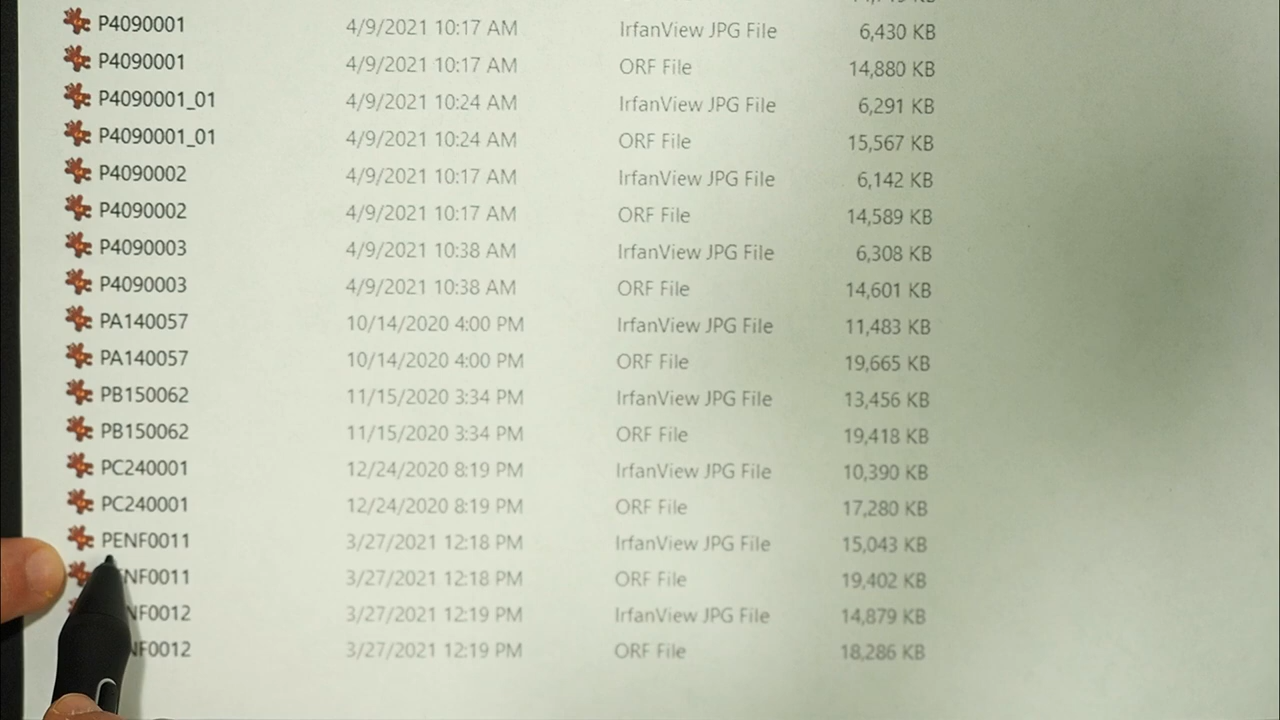 P4090001 4/9/2021 10:17 AM IrfanView JPG File 6,430 KB
P4090001 4/9/2021 10:17 AM ORF File 14,880 KB
P4090001_01 4/9/2021 10:24 AM IrfanView JPG File 6,291 KB
P4090001_01 4/9/2021 10:24 AM ORF File 15,567 KB
P4090002 4/9/2021 10:17 AM IrfanView JPG File 6,142 KB
P4090002 4/9/2021 10:17 AM ORF File 14,589 KB
P4090003 4/9/2021 10:38 AM IrfanView JPG File 6,308 KB
P4090003 4/9/2021 10:38 AM ORF File 14,601 KB
PA140057 10/14/2020 4:00 PM IrfanView JPG File 11,483 KB
PA140057 10/14/2020 4:00 PM ORF File 19,665 KB
PB150062 11/15/2020 3:34 PM IrfanView JPG File 13,456 KB
PB150062 11/15/2020 3:34 PM ORF File 19,418 KB
PC240001 12/24/2020 8:19 PM IrfanView JPG File 10,390 KB
PC240001 12/24/2020 8:19 PM ORF File 17,280 KB
PENF0011 3/27/2021 12:18 PM IrfanView JPG File 15,043 KB
NF0011 3/27/2021 12:18 PM ORF File 19,402 KB
NF0012 3/27/2021 12:19 PM IrfanView JPG File 14,879 KB
NF0012 3/27/2021 12:19 PM ORF File 18,286 KB